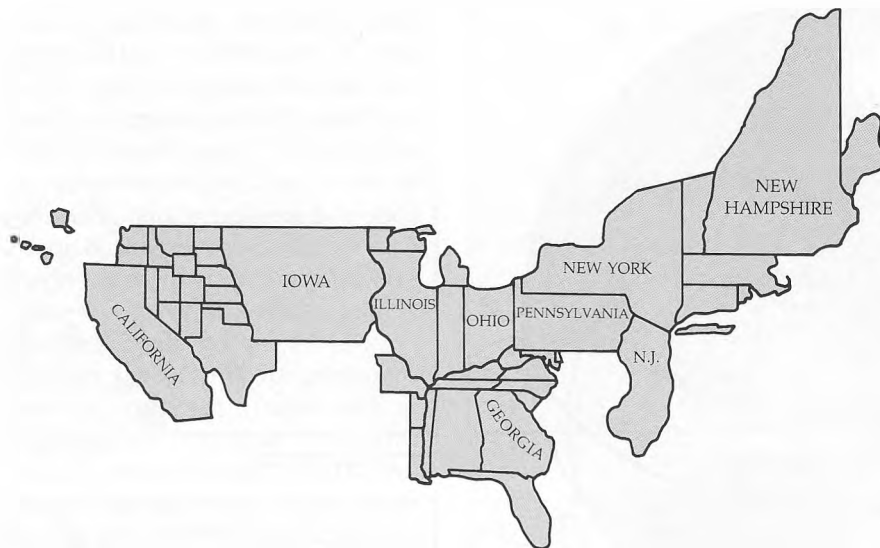 NEW
HAMPSHIRE
NEW YORK
IOWA
ILLINOIS
OHIO
PENNSYLVANIA
CALIFORNIA
N.J.
GEORGIA